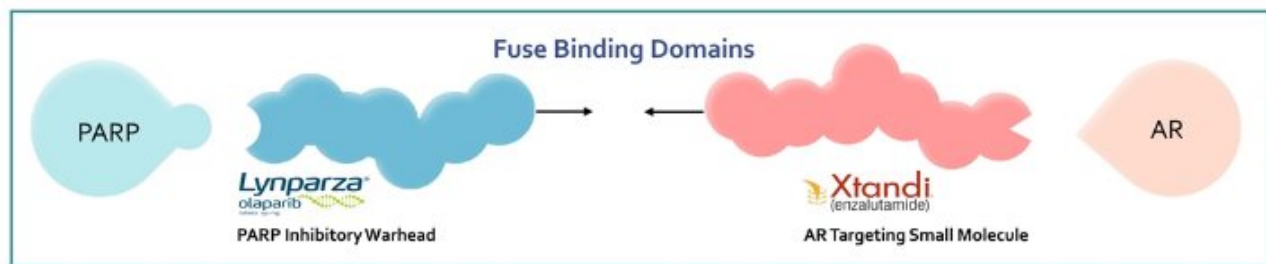 Fuse Binding Domains
PARP
AR
Lynparza®
olaparib
Xtandi
(enzalutamide)
PARP Inhibitory Warhead
AR Targeting Small Molecule